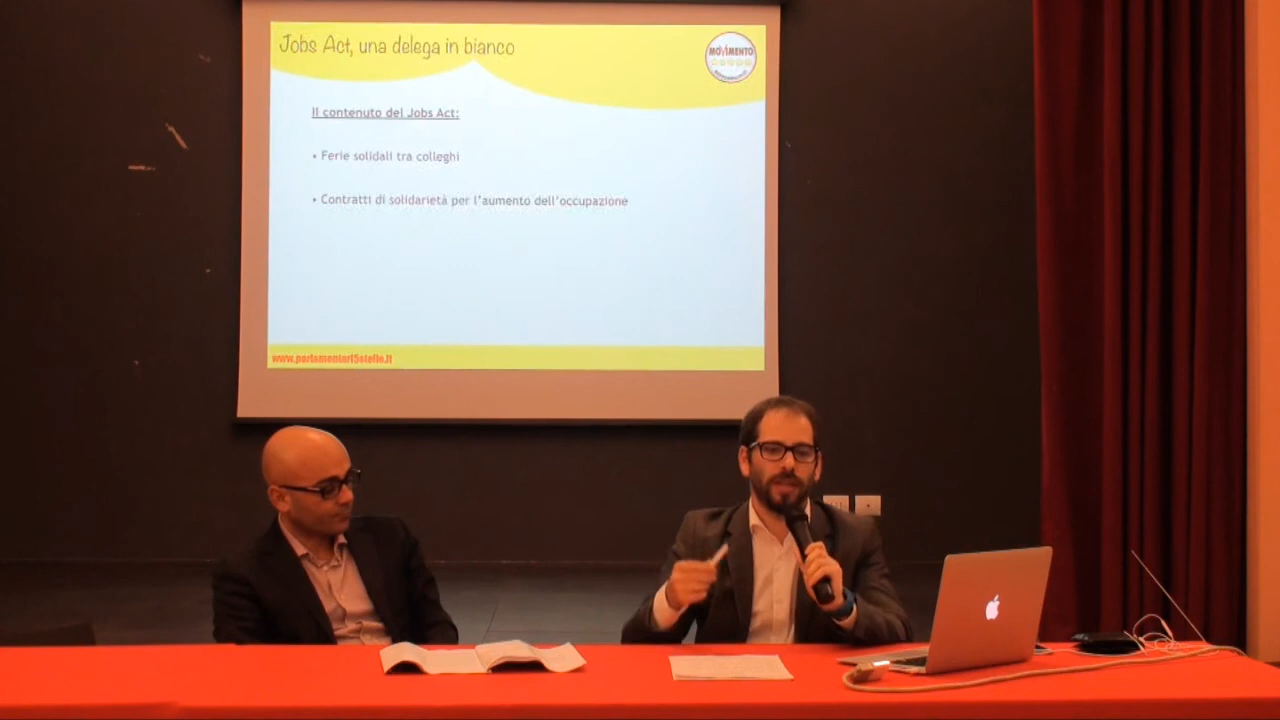 Jobs Act, una delega in bianco
MOVIMENTO
Il contenuto del Jobs Act:
• Ferie solidali tra colleghi
• Contratti di solidarietà per l'aumento dell'occupazione
www.parlamentari5stelle.it